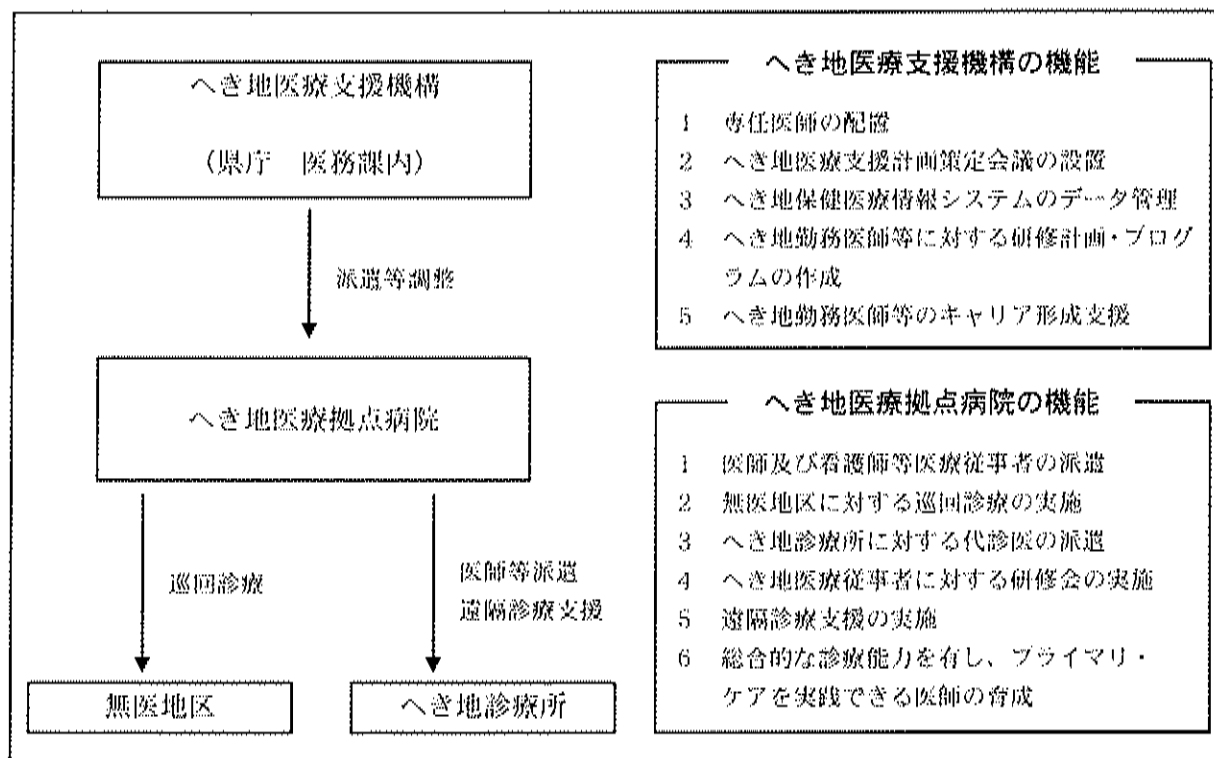 へき地医療支援機構
(県庁 医務課内)
派遣等調整
へき地医療拠点病院
巡回診療
医師等派遣
遠隔診療支援
無医地区
へき地診療所
へき地医療支援機構の機能
1 専任医師の配置
2 へき地医療支援計画策定会議の設置
3 へき地保健医療情報システムのデータ管理
4 へき地勤務医師等に対する研修計画・プログ
ラムの作成
5 へき地勤務医師等のキャリア形成支援
へき地医療拠点病院の機能
1 医師及び看護師等医療従事者の派遣
2 無医地区に対する巡回診療の実施
3 へき地診療所に対する代診医の派遣
4 へき地医療従事者に対する研修会の実施
5 遠隔診療支援の実施
6 総合的な診療能力を有し、プライマリ・
ケアを実践できる医師の育成